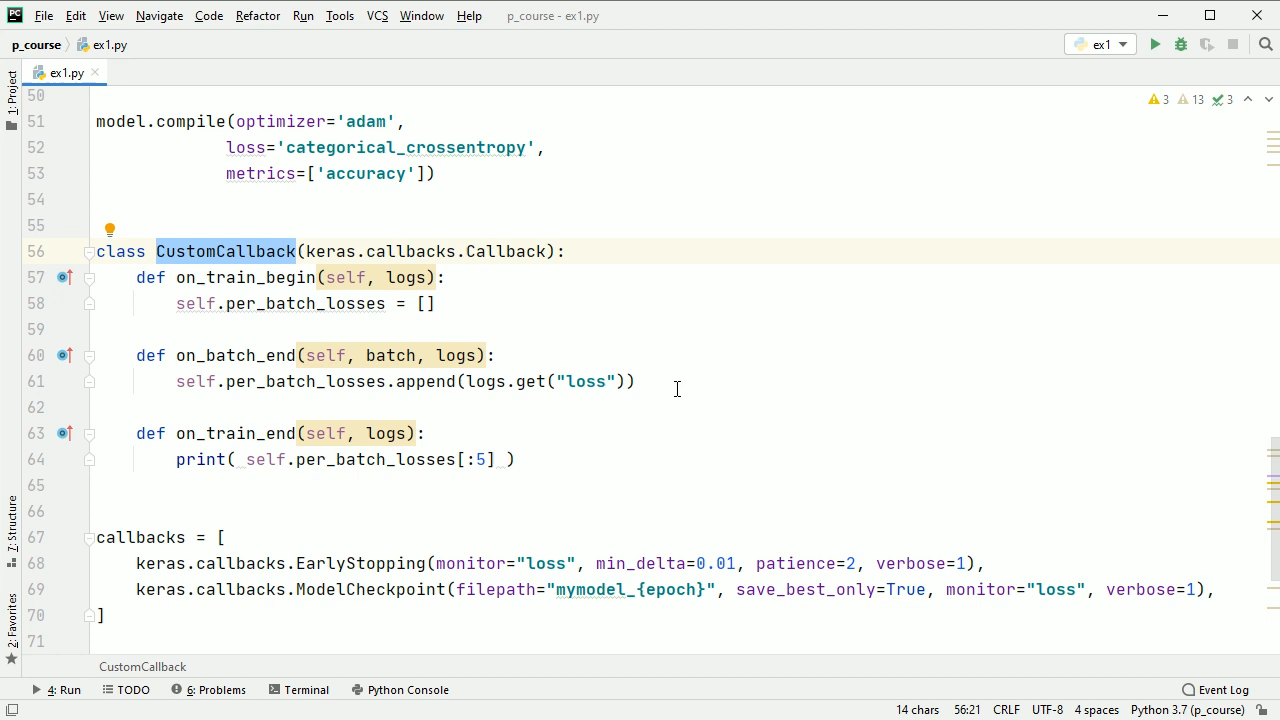 PC File Edit View Navigate Code Refactor Run Tools VCS Window Help p_course - ex1.py
p_course ex1.py ex1
1: Project
ex1.py
3 13 3
50
51 model.compile(optimizer='adam',
52 loss='categorical_crossentropy',
53 metrics=['accuracy'])
54
55
56 class CustomCallback(keras.callbacks.Callback):
57 def on_train_begin(self, logs):
58 self.per_batch_losses = []
59
60 def on_batch_end(self, batch, logs):
61 self.per_batch_losses.append(logs.get("loss"))
62
63 def on_train_end(self, logs):
64 print( self.per_batch_losses[:5] )
65
66
67 callbacks = [
68 keras.callbacks.EarlyStopping(monitor="loss", min_delta=0.01, patience=2, verbose=1),
69 keras.callbacks.ModelCheckpoint(filepath="mymodel_{epoch}", save_best_only=True, monitor="loss", verbose=1),
70 ]
71
7: Structure
2: Favorites
CustomCallback
4: Run TODO 6: Problems Terminal Python Console Event Log
14 chars 56:21 CRLF UTF-8 4 spaces Python 3.7 (p_course)